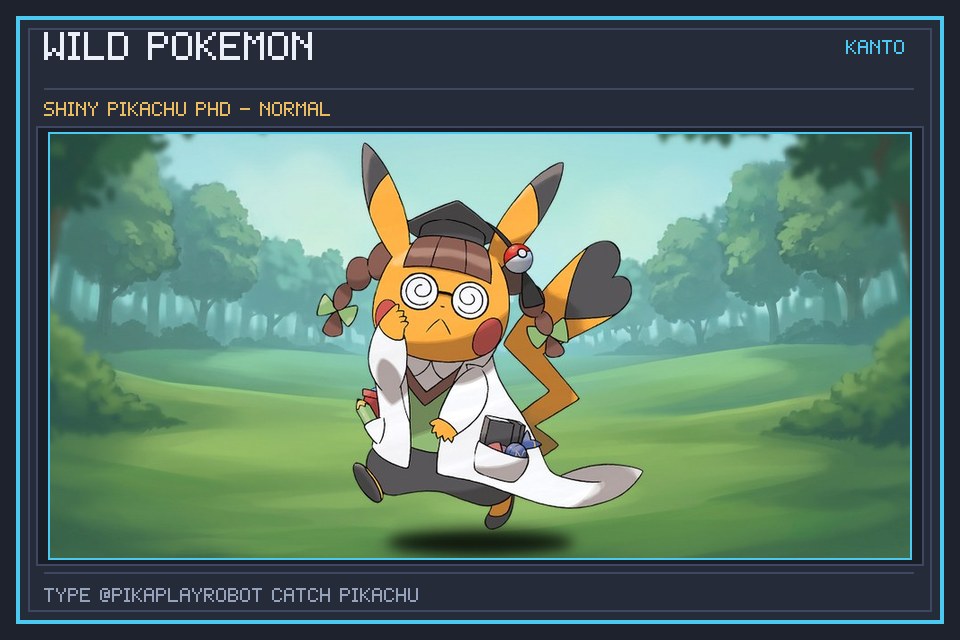 WILD POKEMON
KANTO
SHINY PIKACHU PHD - NORMAL
TYPE @PIKAPLAYROBOT CATCH PIKACHU